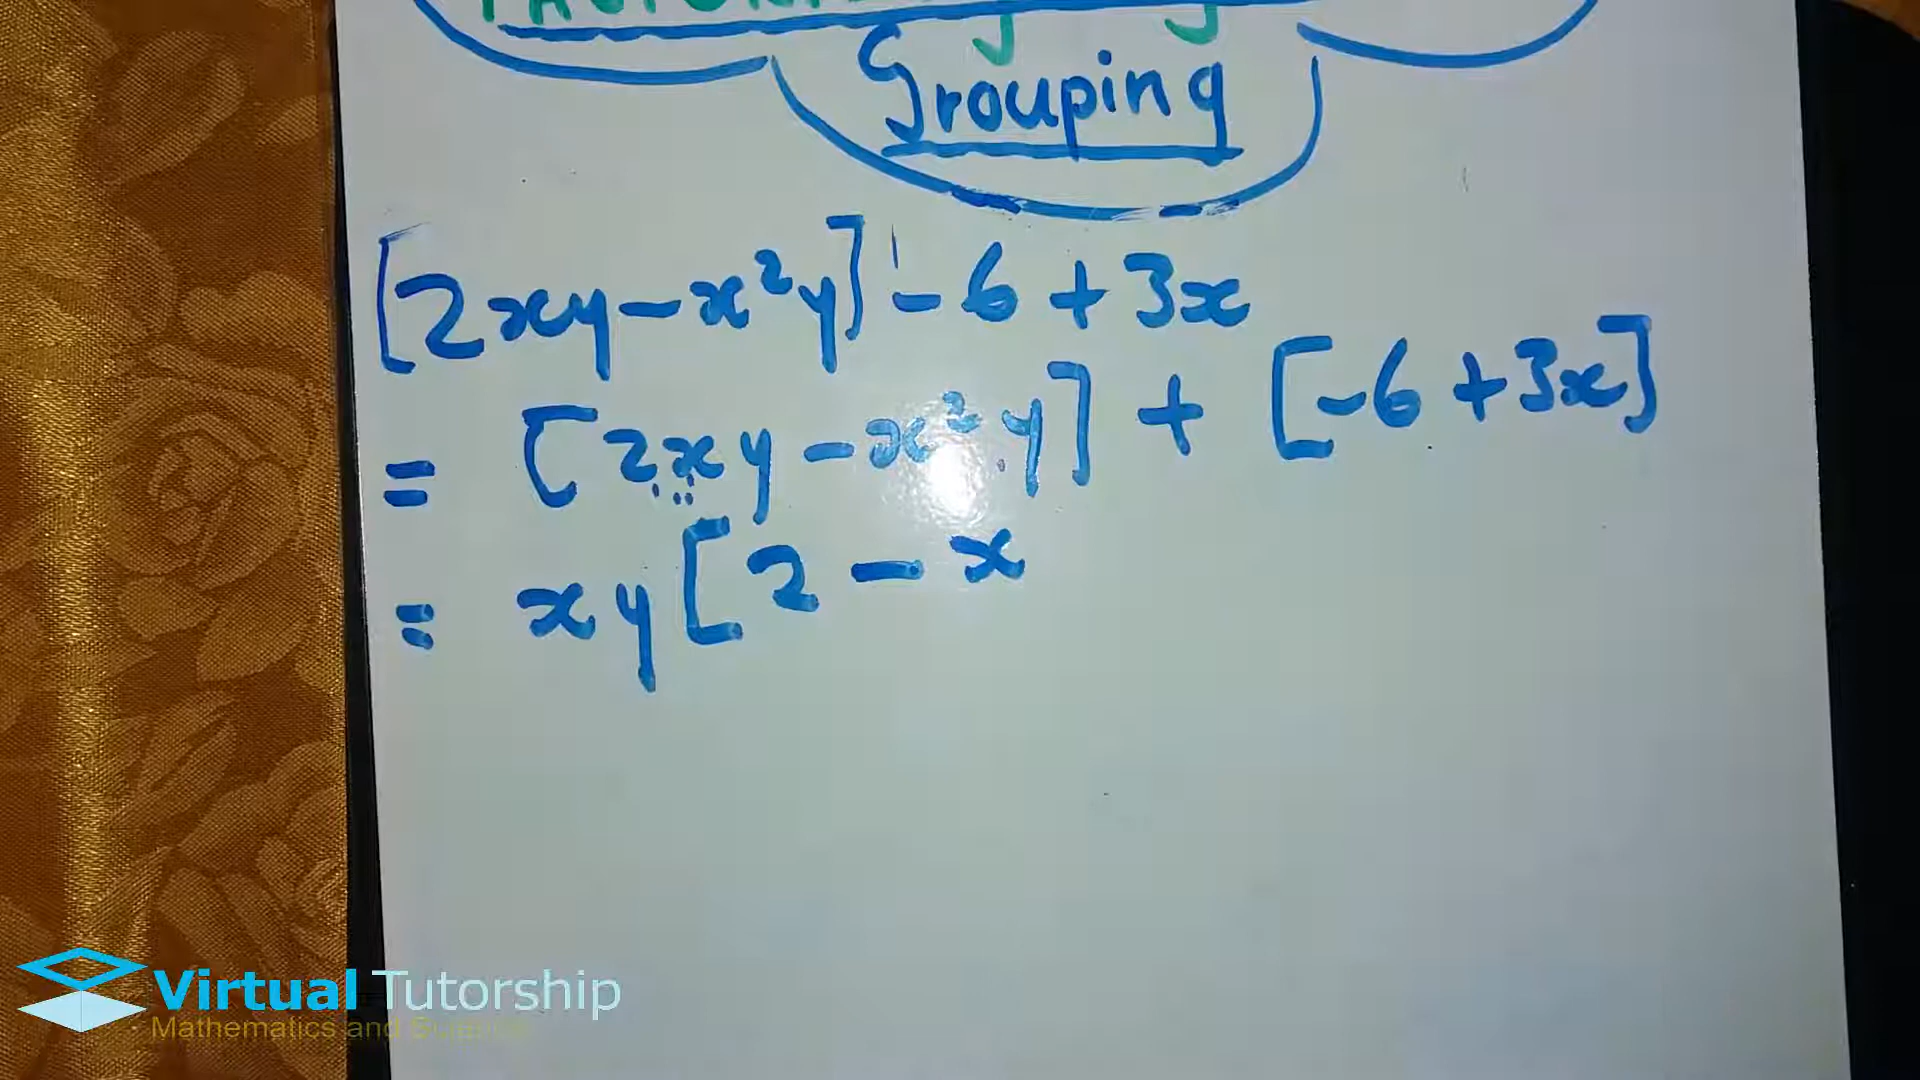 Grouping
[2xy-x²y] - 6 + 3x
= [2xy-x²y] + [-6+3x]
= xy[2 - x
Virtual Tutorship
Mathematics and Science